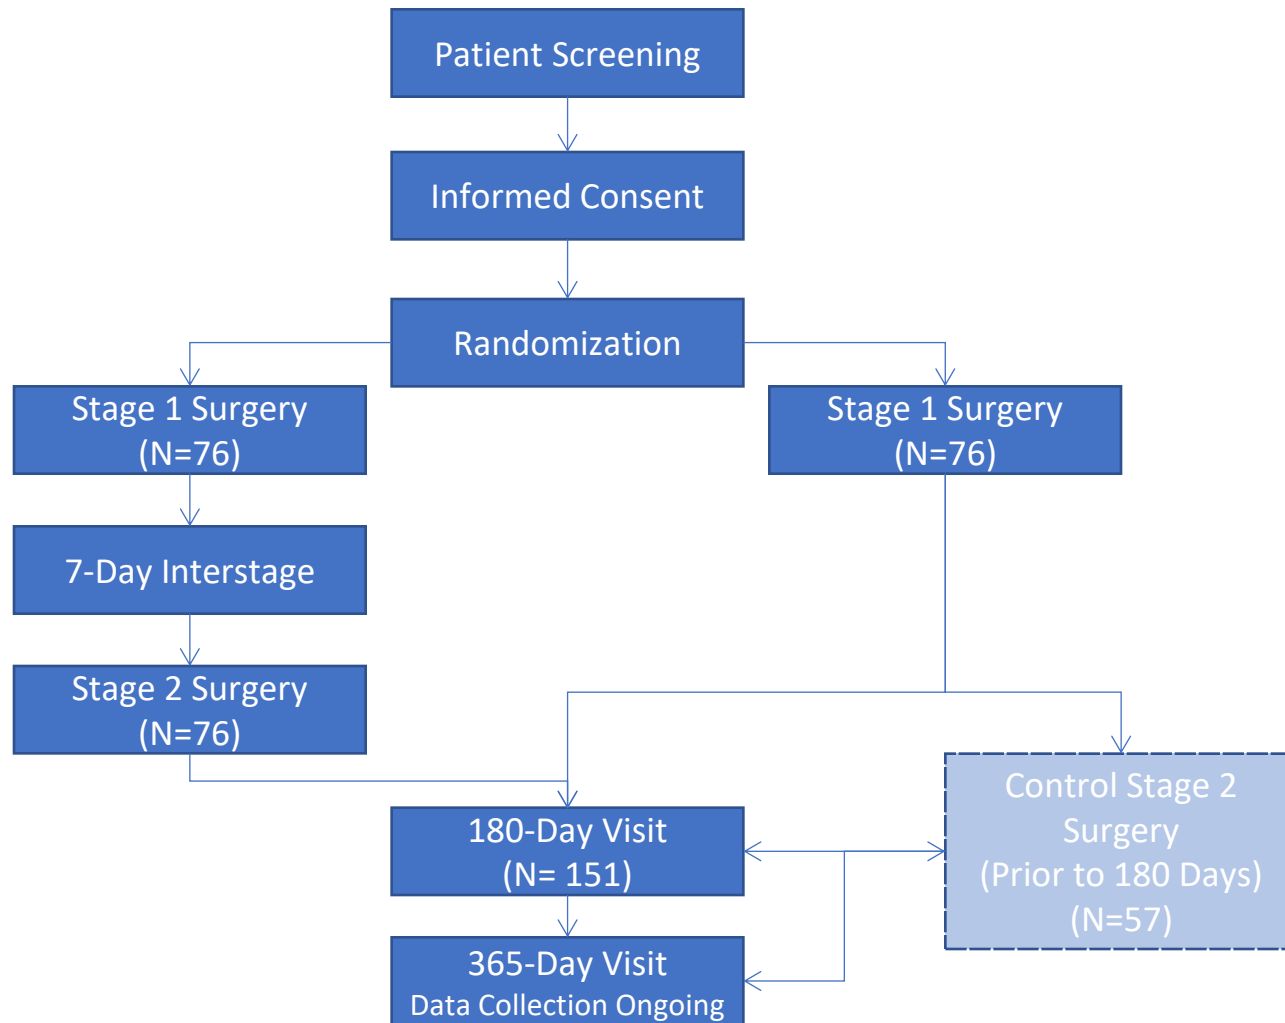 Patient Screening
Informed Consent
Randomization
Stage 1 Surgery
(N=76)
Stage 1 Surgery
(N=76)
7-Day Interstage
Stage 2 Surgery
(N=76)
Control Stage 2
Surgery
(Prior to 180 Days)
(N=57)
180-Day Visit
(N= 151)
365-Day Visit
Data Collection Ongoing